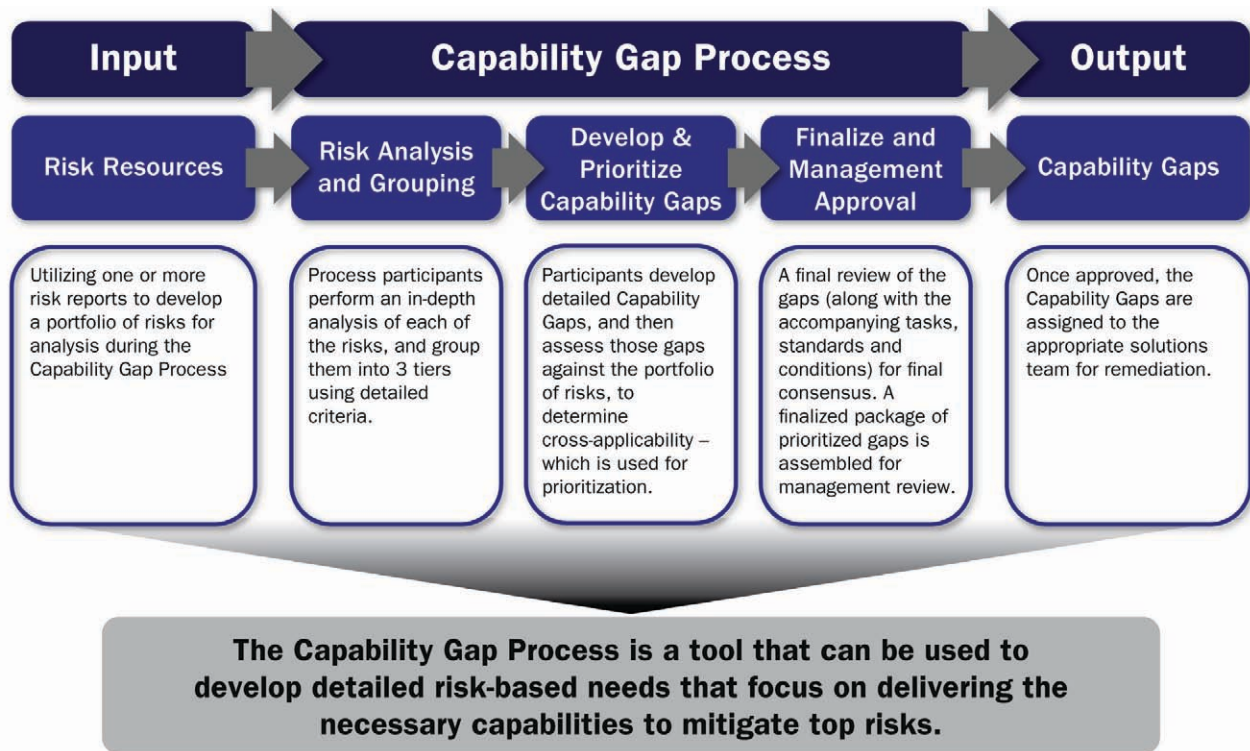 Input
Capability Gap Process
Output
Risk Resources
Risk Analysis
and Grouping
Develop &
Prioritize
Capability Gaps
Finalize and
Management
Approval
Capability Gaps
Utilizing one or more
risk reports to develop
a portfolio of risks for
analysis during the
Capability Gap Process
Process participants
perform an in-depth
analysis of each of
the risks, and group
them into 3 tiers
using detailed
criteria.
Participants develop
detailed Capability
Gaps, and then
assess those gaps
against the portfolio
of risks, to
determine
cross-applicability –
which is used for
prioritization.
A final review of the
gaps (along with the
accompanying tasks,
standards and
conditions) for final
consensus. A
finalized package of
prioritized gaps is
assembled for
management review.
Once approved, the
Capability Gaps are
assigned to the
appropriate solutions
team for remediation.
The Capability Gap Process is a tool that can be used to
develop detailed risk-based needs that focus on delivering the
necessary capabilities to mitigate top risks.